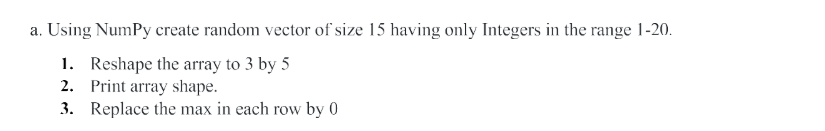 a. Using NumPy create random vector of size 15 having only Integers in the range 1-20.
1. Reshape the array to 3 by 5
2. Print array shape.
3. Replace the max in each row by 0